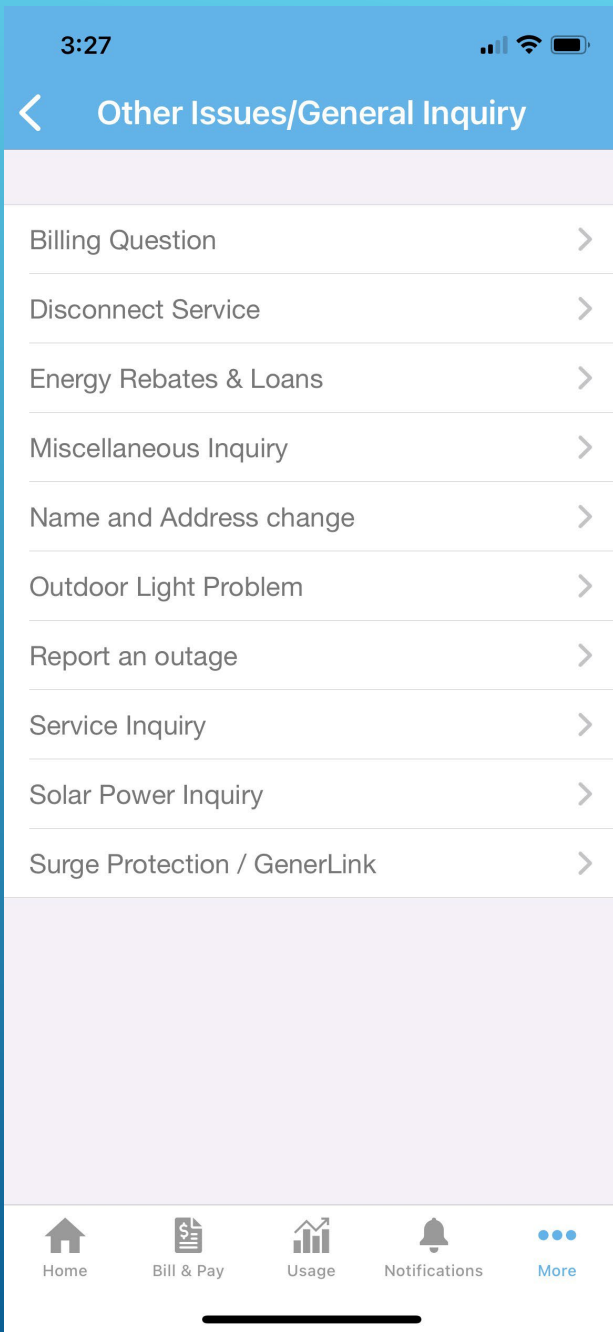 3:27
Other Issues/General Inquiry
Billing Question
Disconnect Service
Energy Rebates & Loans
Miscellaneous Inquiry
Name and Address change
Outdoor Light Problem
Report an outage
Service Inquiry
Solar Power Inquiry
Surge Protection / GenerLink
Home Bill & Pay Usage Notifications More